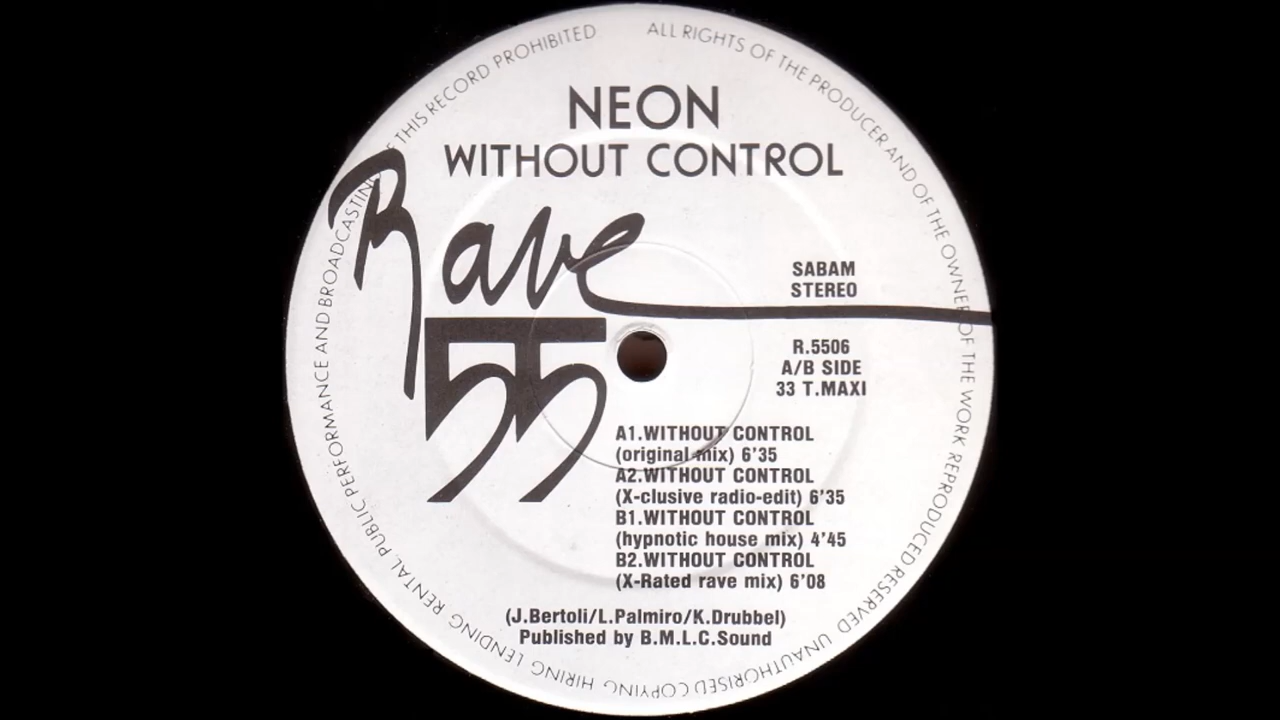 ALL RIGHTS OF THE PRODUCER AND OF THE OWNER OF THE WORK REPRODUCED RESERVED UNAUTHORISED COPYING HIRING LENDING RENTAL PUBLIC PERFORMANCE AND BROADCASTING OF THIS RECORD PROHIBITED
NEON
WITHOUT CONTROL
Rave
55
SABAM
STEREO
R.5506
A/B SIDE
33 T.MAXI
A1.WITHOUT CONTROL
(original mix) 6'35
A2.WITHOUT CONTROL
(X-clusive radio-edit) 6'35
B1.WITHOUT CONTROL
(hypnotic house mix) 4'45
B2.WITHOUT CONTROL
(X-Rated rave mix) 6'08
(J.Bertoli/L.Palmiro/K.Drubbel)
Published by B.M.L.C.Sound